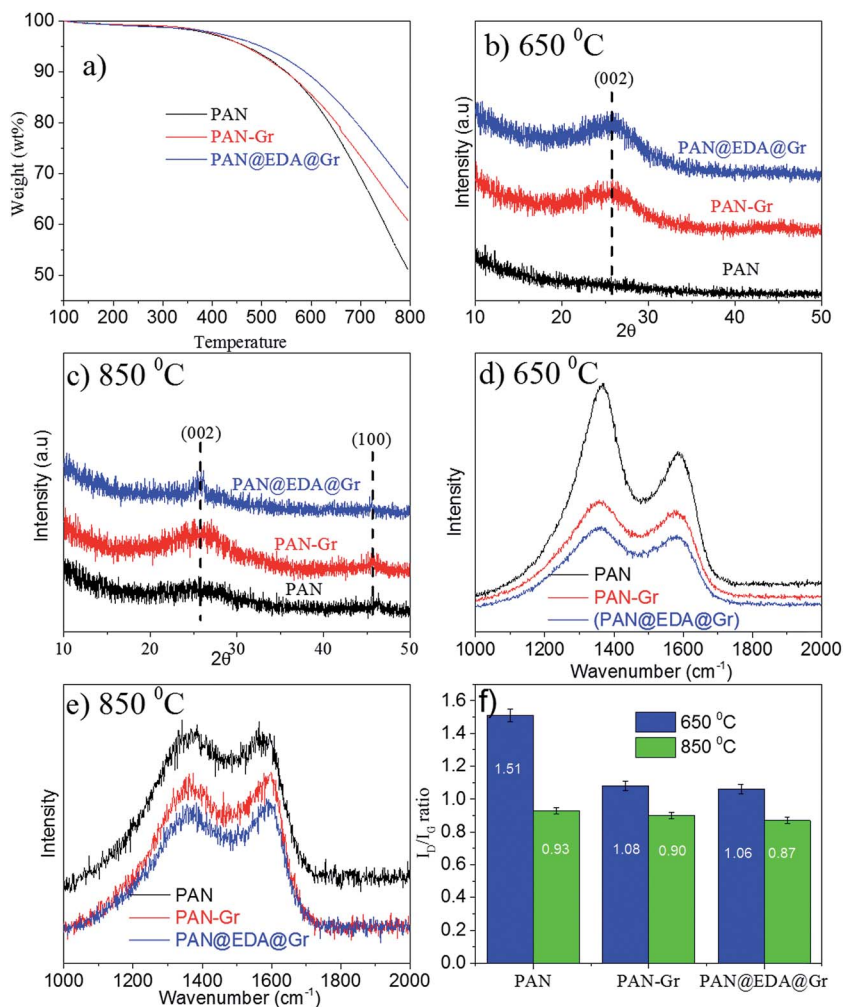 a)
Weight (wt%)
100
90
80
70
60
50
PAN
PAN-Gr
PAN@EDA@Gr
100 200 300 400 500 600 700 800
Temperature
b) 650 ⁰C
Intensity (a.u)
(002)
PAN@EDA@Gr
PAN-Gr
PAN
10 20 30 40 50
2θ
c) 850 ⁰C
Intensity (a.u)
(002)
(100)
PAN@EDA@Gr
PAN-Gr
PAN
10 20 30 40 50
2θ
d) 650 ⁰C
Intensity
PAN
PAN-Gr
(PAN@EDA@Gr)
1000 1200 1400 1600 1800 2000
Wavenumber (cm⁻¹)
e) 850 ⁰C
Intensity
PAN
PAN-Gr
PAN@EDA@Gr
1000 1200 1400 1600 1800 2000
Wavenumber (cm⁻¹)
f)
I_D/I_G ratio
1.6
1.4
1.2
1.0
0.8
0.6
0.4
0.2
0.0
650 ⁰C
850 ⁰C
1.51
0.93
1.08
0.90
1.06
0.87
PAN PAN-Gr PAN@EDA@Gr